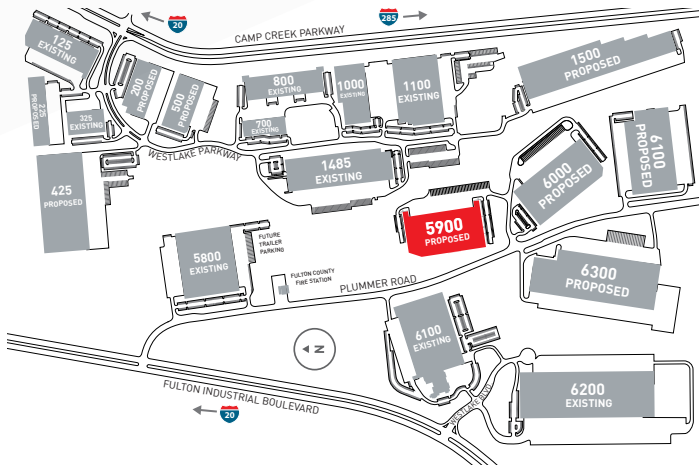 20
285
CAMP CREEK PARKWAY
125
EXISTING
200
PROPOSED
500
PROPOSED
800
EXISTING
1000
EXISTING
1100
EXISTING
1500
PROPOSED
225
PROPOSED
325
EXISTING
700
EXISTING
WESTLAKE PARKWAY
425
PROPOSED
1485
EXISTING
6000
PROPOSED
6100
PROPOSED
5900
PROPOSED
5800
EXISTING
FUTURE
TRAILER
PARKING
FULTON COUNTY
FIRE STATION
PLUMMER ROAD
6300
PROPOSED
N
6100
EXISTING
WESTLAKE BLVD
6200
EXISTING
FULTON INDUSTRIAL BOULEVARD
20